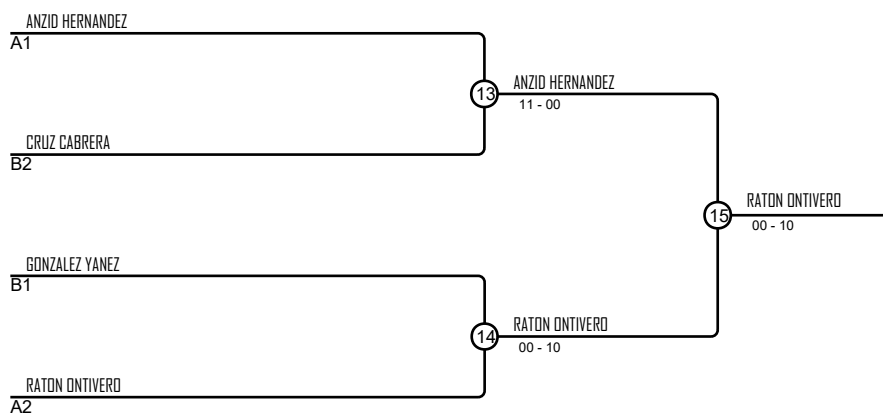 ANZID HERNANDEZ
A1
13
ANZID HERNANDEZ
11 - 00
CRUZ CABRERA
B2
15
RATON ONTIVERO
00 - 10
GONZALEZ YANEZ
B1
14
RATON ONTIVERO
00 - 10
RATON ONTIVERO
A2